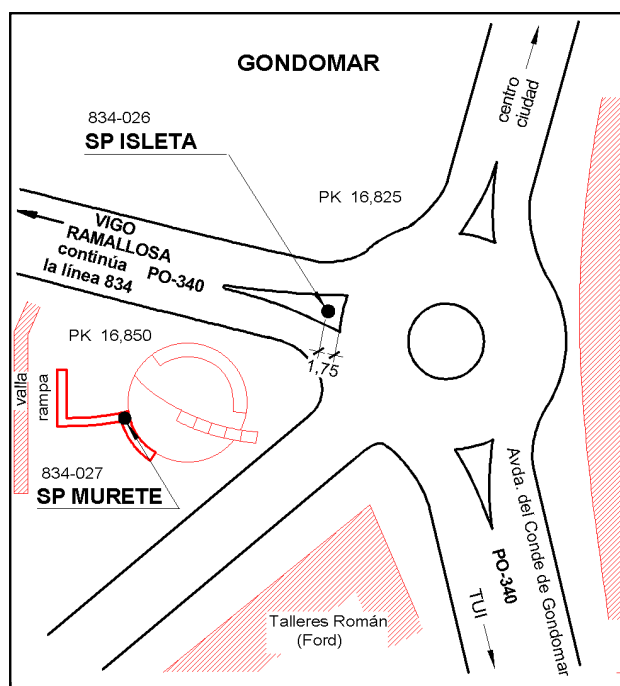 GONDOMAR
centro
ciudad
834-026
SP ISLETA
PK 16,825
VIGO
RAMALLOSA
continúa PO-340
la línea 834
PK 16,850
1,75
valla
rampa
834-027
SP MURETE
Avda. del Conde de Gondomar
PO-340
TUI
Talleres Román
(Ford)